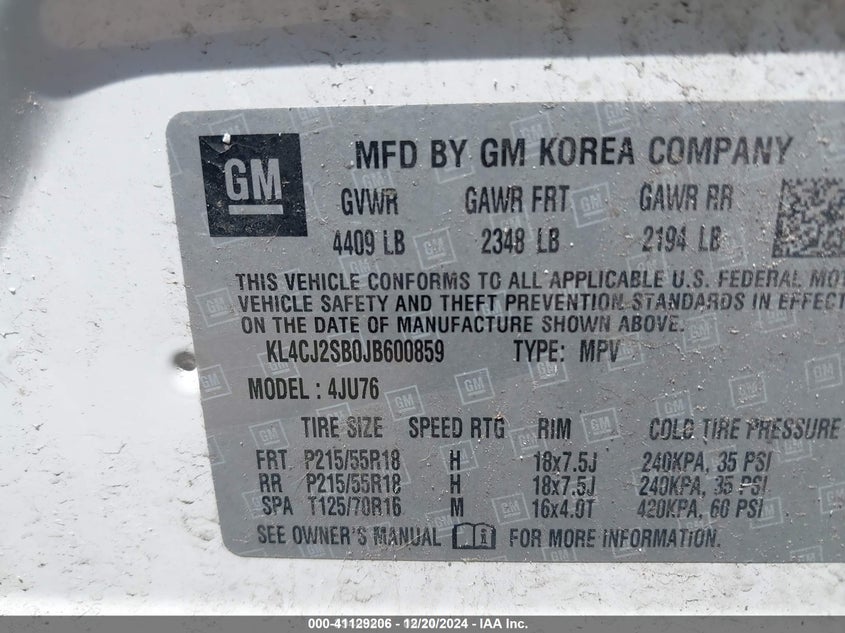 GM
MFD BY GM KOREA COMPANY
GVWR GAWR FRT GAWR RR
4409 LB 2348 LB 2194 LB
THIS VEHICLE CONFORMS TO ALL APPLICABLE U.S. FEDERAL MOT
VEHICLE SAFETY AND THEFT PREVENTION STANDARDS IN EFFECT
ON THE DATE OF MANUFACTURE SHOWN ABOVE.
KL4CJ2SB0JB600859 TYPE: MPV
MODEL : 4JU76
TIRE SIZE SPEED RTG RIM COLD TIRE PRESSURE
FRT P215/55R18 H 18x7.5J 240KPA, 35 PSI
RR P215/55R18 H 18x7.5J 240KPA, 35 PSI
SPA T125/70R16 M 16x4.0T 420KPA, 60 PSI
SEE OWNER'S MANUAL i FOR MORE INFORMATION.
000-41129206 - 12/20/2024 - IAA Inc.